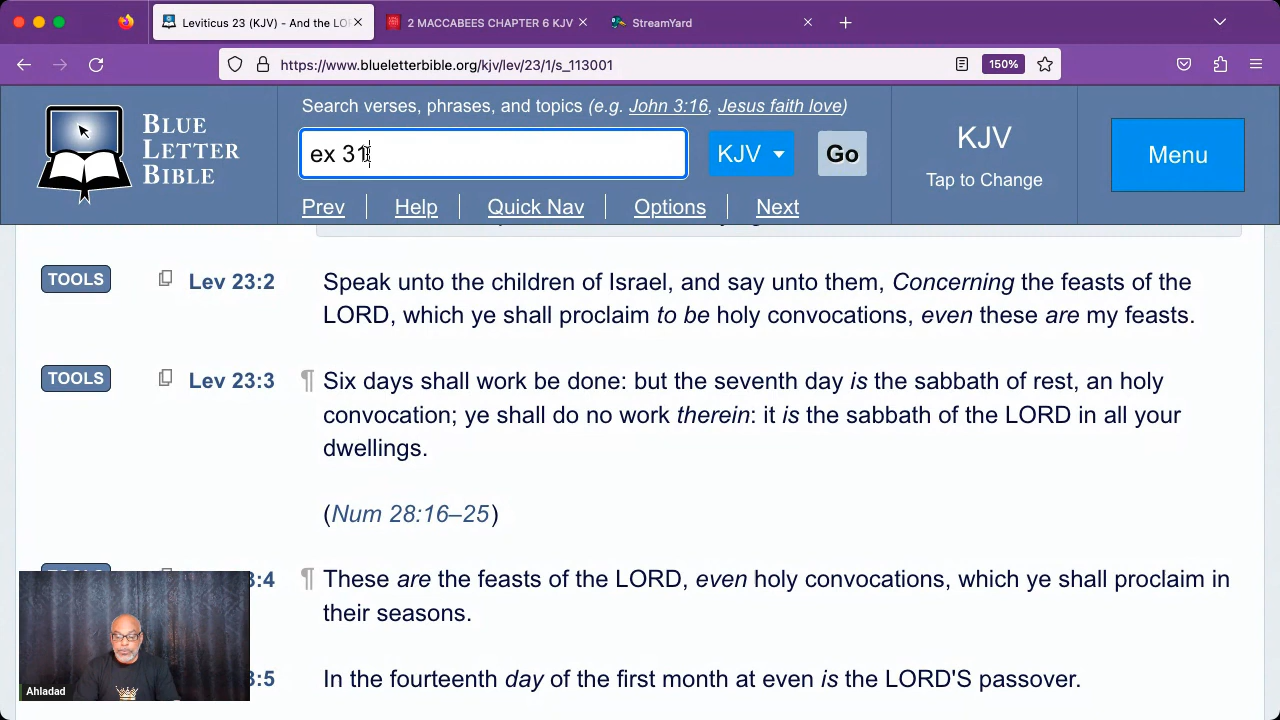 Leviticus 23 (KJV) - And the LO
2 MACCABEES CHAPTER 6 KJV
StreamYard
https://www.blueletterbible.org/kjv/lev/23/1/s_113001
150%
BLUE
LETTER
BIBLE
Search verses, phrases, and topics (e.g. John 3:16, Jesus faith love)
ex 31
KJV
Go
KJV
Tap to Change
Menu
Prev
Help
Quick Nav
Options
Next
TOOLS
Lev 23:2
Speak unto the children of Israel, and say unto them, Concerning the feasts of the
LORD, which ye shall proclaim to be holy convocations, even these are my feasts.
TOOLS
Lev 23:3
¶ Six days shall work be done: but the seventh day is the sabbath of rest, an holy
convocation; ye shall do no work therein: it is the sabbath of the LORD in all your
dwellings.
(Num 28:16–25)
3:4
¶ These are the feasts of the LORD, even holy convocations, which ye shall proclaim in
their seasons.
3:5
In the fourteenth day of the first month at even is the LORD'S passover.
Ahladad